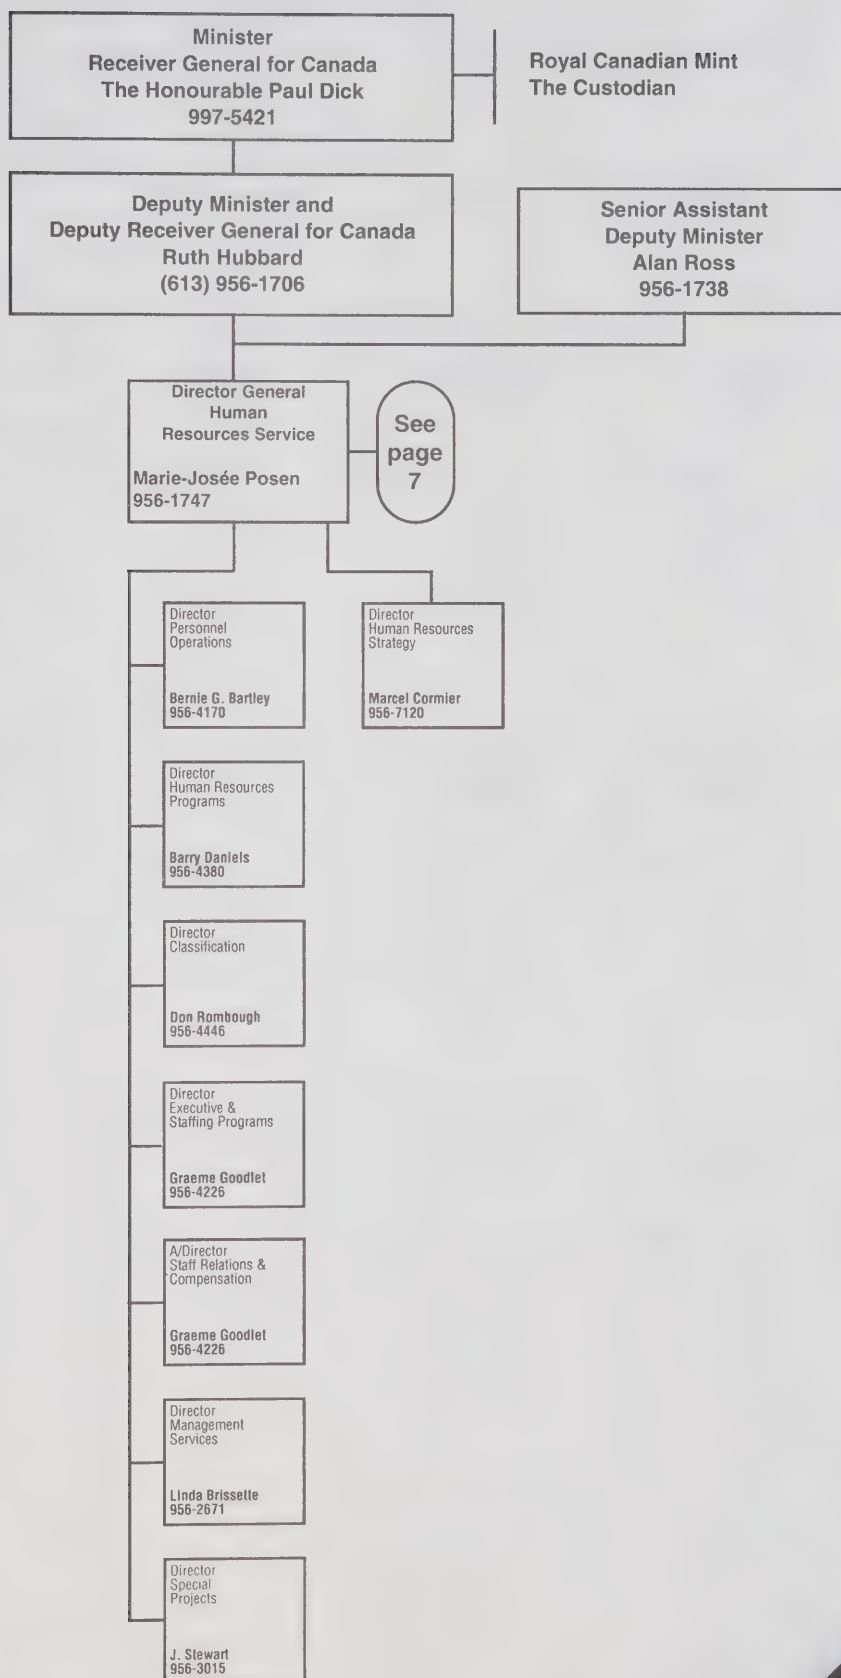 Minister
Receiver General for Canada
The Honourable Paul Dick
997-5421
Royal Canadian Mint
The Custodian
Deputy Minister and
Deputy Receiver General for Canada
Ruth Hubbard
(613) 956-1706
Senior Assistant
Deputy Minister
Alan Ross
956-1738
Director General
Human
Resources Service
Marie-Josée Posen
956-1747
See
page
7
Director
Personnel
Operations
Bernie G. Bartley
956-4170
Director
Human Resources
Strategy
Marcel Cormier
956-7120
Director
Human Resources
Programs
Barry Daniels
956-4380
Director
Classification
Don Rombough
956-4446
Director
Executive &
Staffing Programs
Graeme Goodlet
956-4226
A/Director
Staff Relations &
Compensation
Graeme Goodlet
956-4226
Director
Management
Services
Linda Brissette
956-2671
Director
Special
Projects
J. Stewart
956-3015